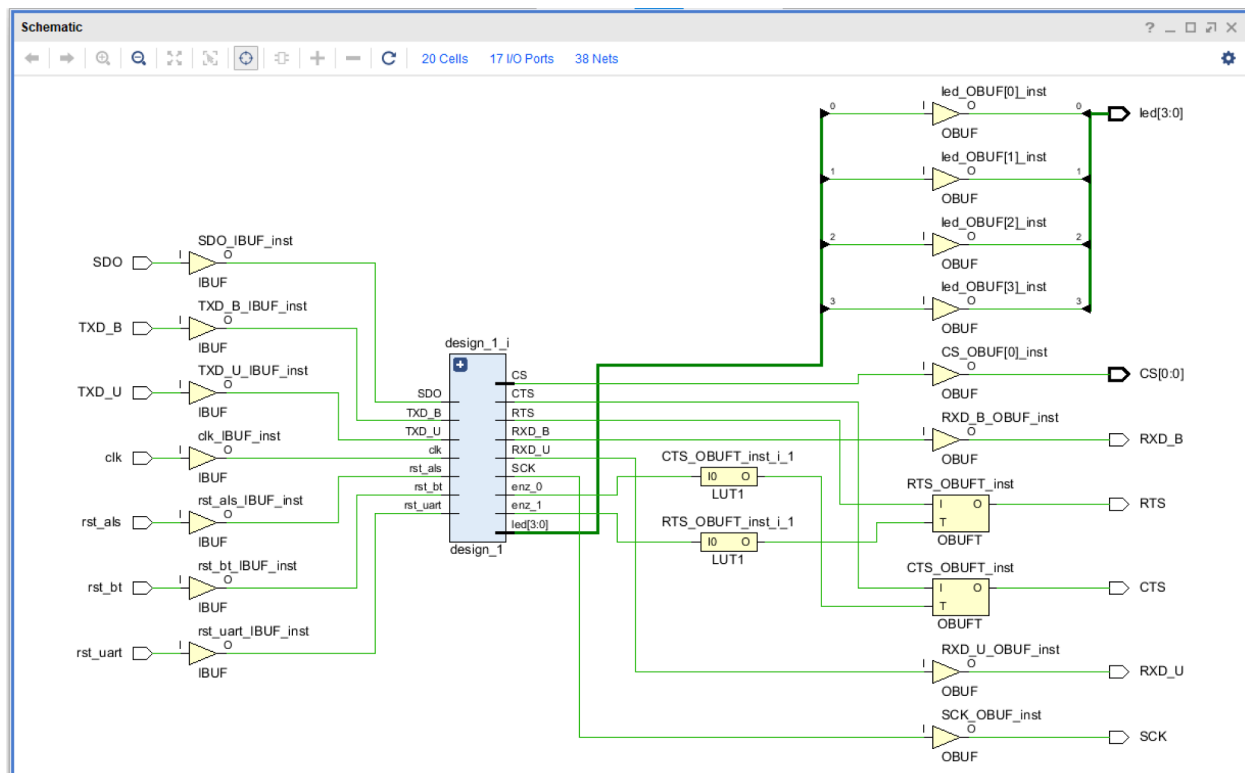 Schematic
? _
20 Cells 17 I/O Ports 38 Nets
led_OBUF[0]_inst
0 I O 0 led[3:0]
OBUF
led_OBUF[1]_inst
1 I O 1
OBUF
led_OBUF[2]_inst
2 I O 2
OBUF
led_OBUF[3]_inst
3 I O 3
OBUF
SDO_IBUF_inst
SDO I O
IBUF
TXD_B_IBUF_inst
TXD_B I O
IBUF
TXD_U_IBUF_inst
TXD_U I O
IBUF
clk_IBUF_inst
clk I O
IBUF
rst_als_IBUF_inst
rst_als I O
IBUF
rst_bt_IBUF_inst
rst_bt I O
IBUF
rst_uart_IBUF_inst
rst_uart I O
IBUF
design_1_i
SDO
TXD_B
TXD_U
clk
rst_als
rst_bt
rst_uart
CS
CTS
RTS
RXD_B
RXD_U
SCK
enz_0
enz_1
led[3:0]
design_1
CTS_OBUFT_inst_i_1
I0 O
LUT1
RTS_OBUFT_inst_i_1
I0 O
LUT1
CS_OBUF[0]_inst
I O CS[0:0]
OBUF
RXD_B_OBUF_inst
I O RXD_B
OBUF
RTS_OBUFT_inst
I O RTS
T
OBUFT
CTS_OBUFT_inst
I O CTS
T
OBUFT
RXD_U_OBUF_inst
I O RXD_U
OBUF
SCK_OBUF_inst
I O SCK
OBUF